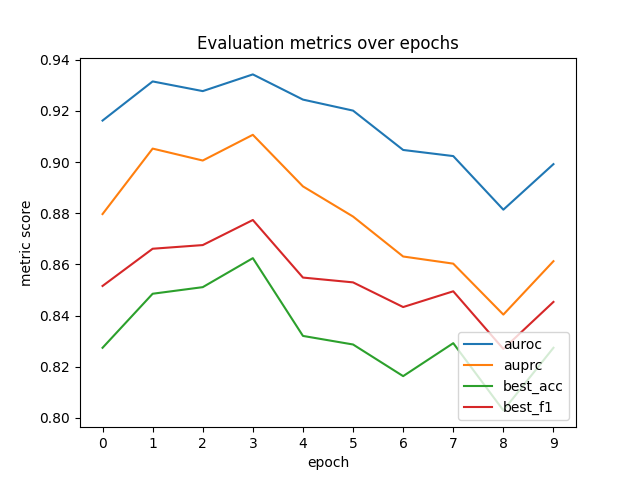 Evaluation metrics over epochs
metric score
0.94
0.92
0.90
0.88
0.86
0.84
0.82
0.80
auroc
auprc
best_acc
best_f1
0 1 2 3 4 5 6 7 8 9
epoch